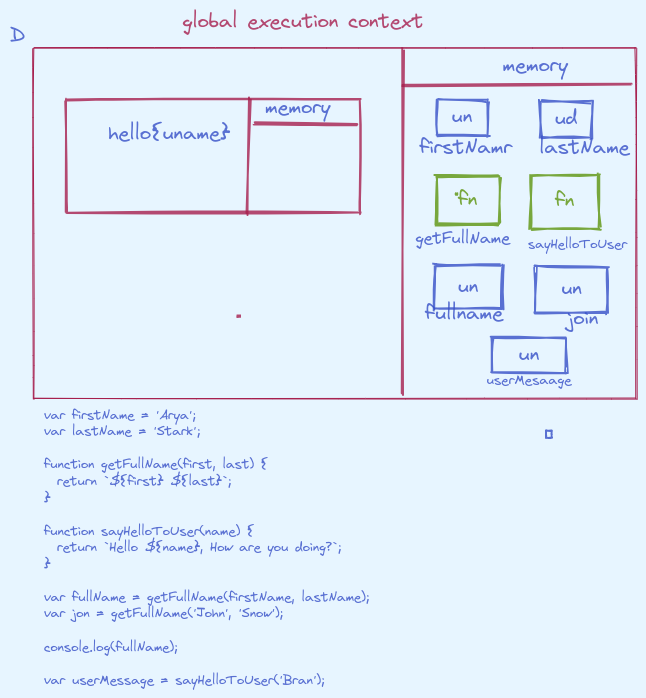 global execution context
D
memory
memory
hello{uname}
un
ud
firstNamr
lastName
fn
fn
getFullName
sayHelloToUser
un
un
fullname
join
un
userMesaage
var firstName = 'Arya';
var lastName = 'Stark';
function getFullName(first, last) {
return `${first} ${last}`;
}
function sayHelloToUser(name) {
return `Hello ${name}, How are you doing?`;
}
var fullName = getFullName(firstName, lastName);
var jon = getFullName('John', 'Snow');
console.log(fullName);
var userMessage = sayHelloToUser('Bran');